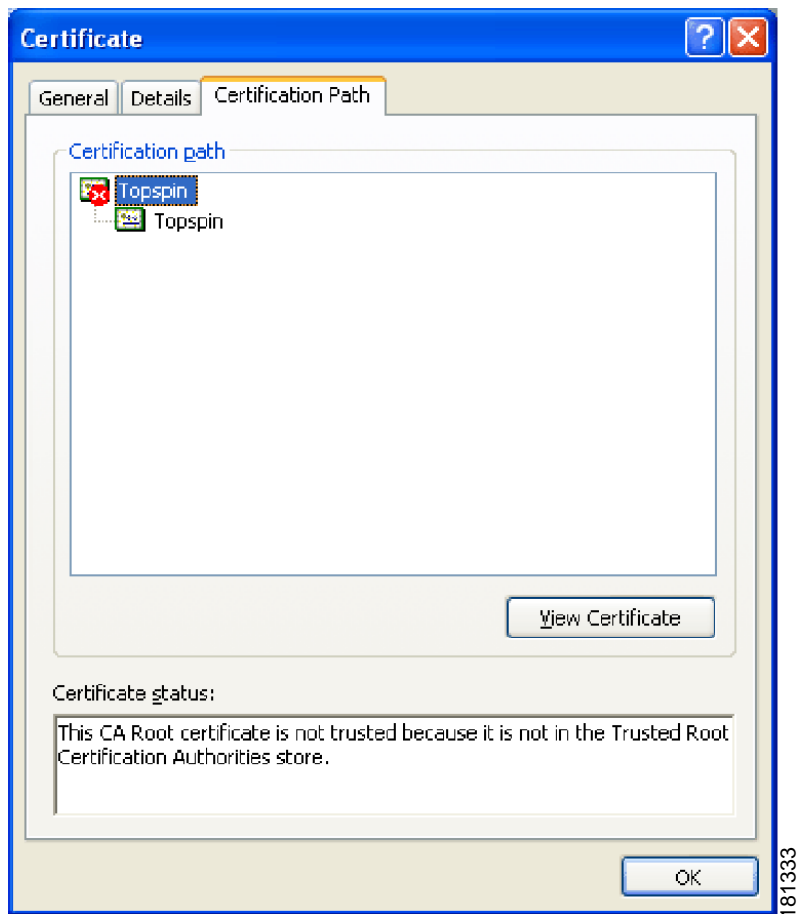 Certificate
General
Details
Certification Path
Certification path
Topspin
Topspin
View Certificate
Certificate status:
This CA Root certificate is not trusted because it is not in the Trusted Root
Certification Authorities store.
OK
181333